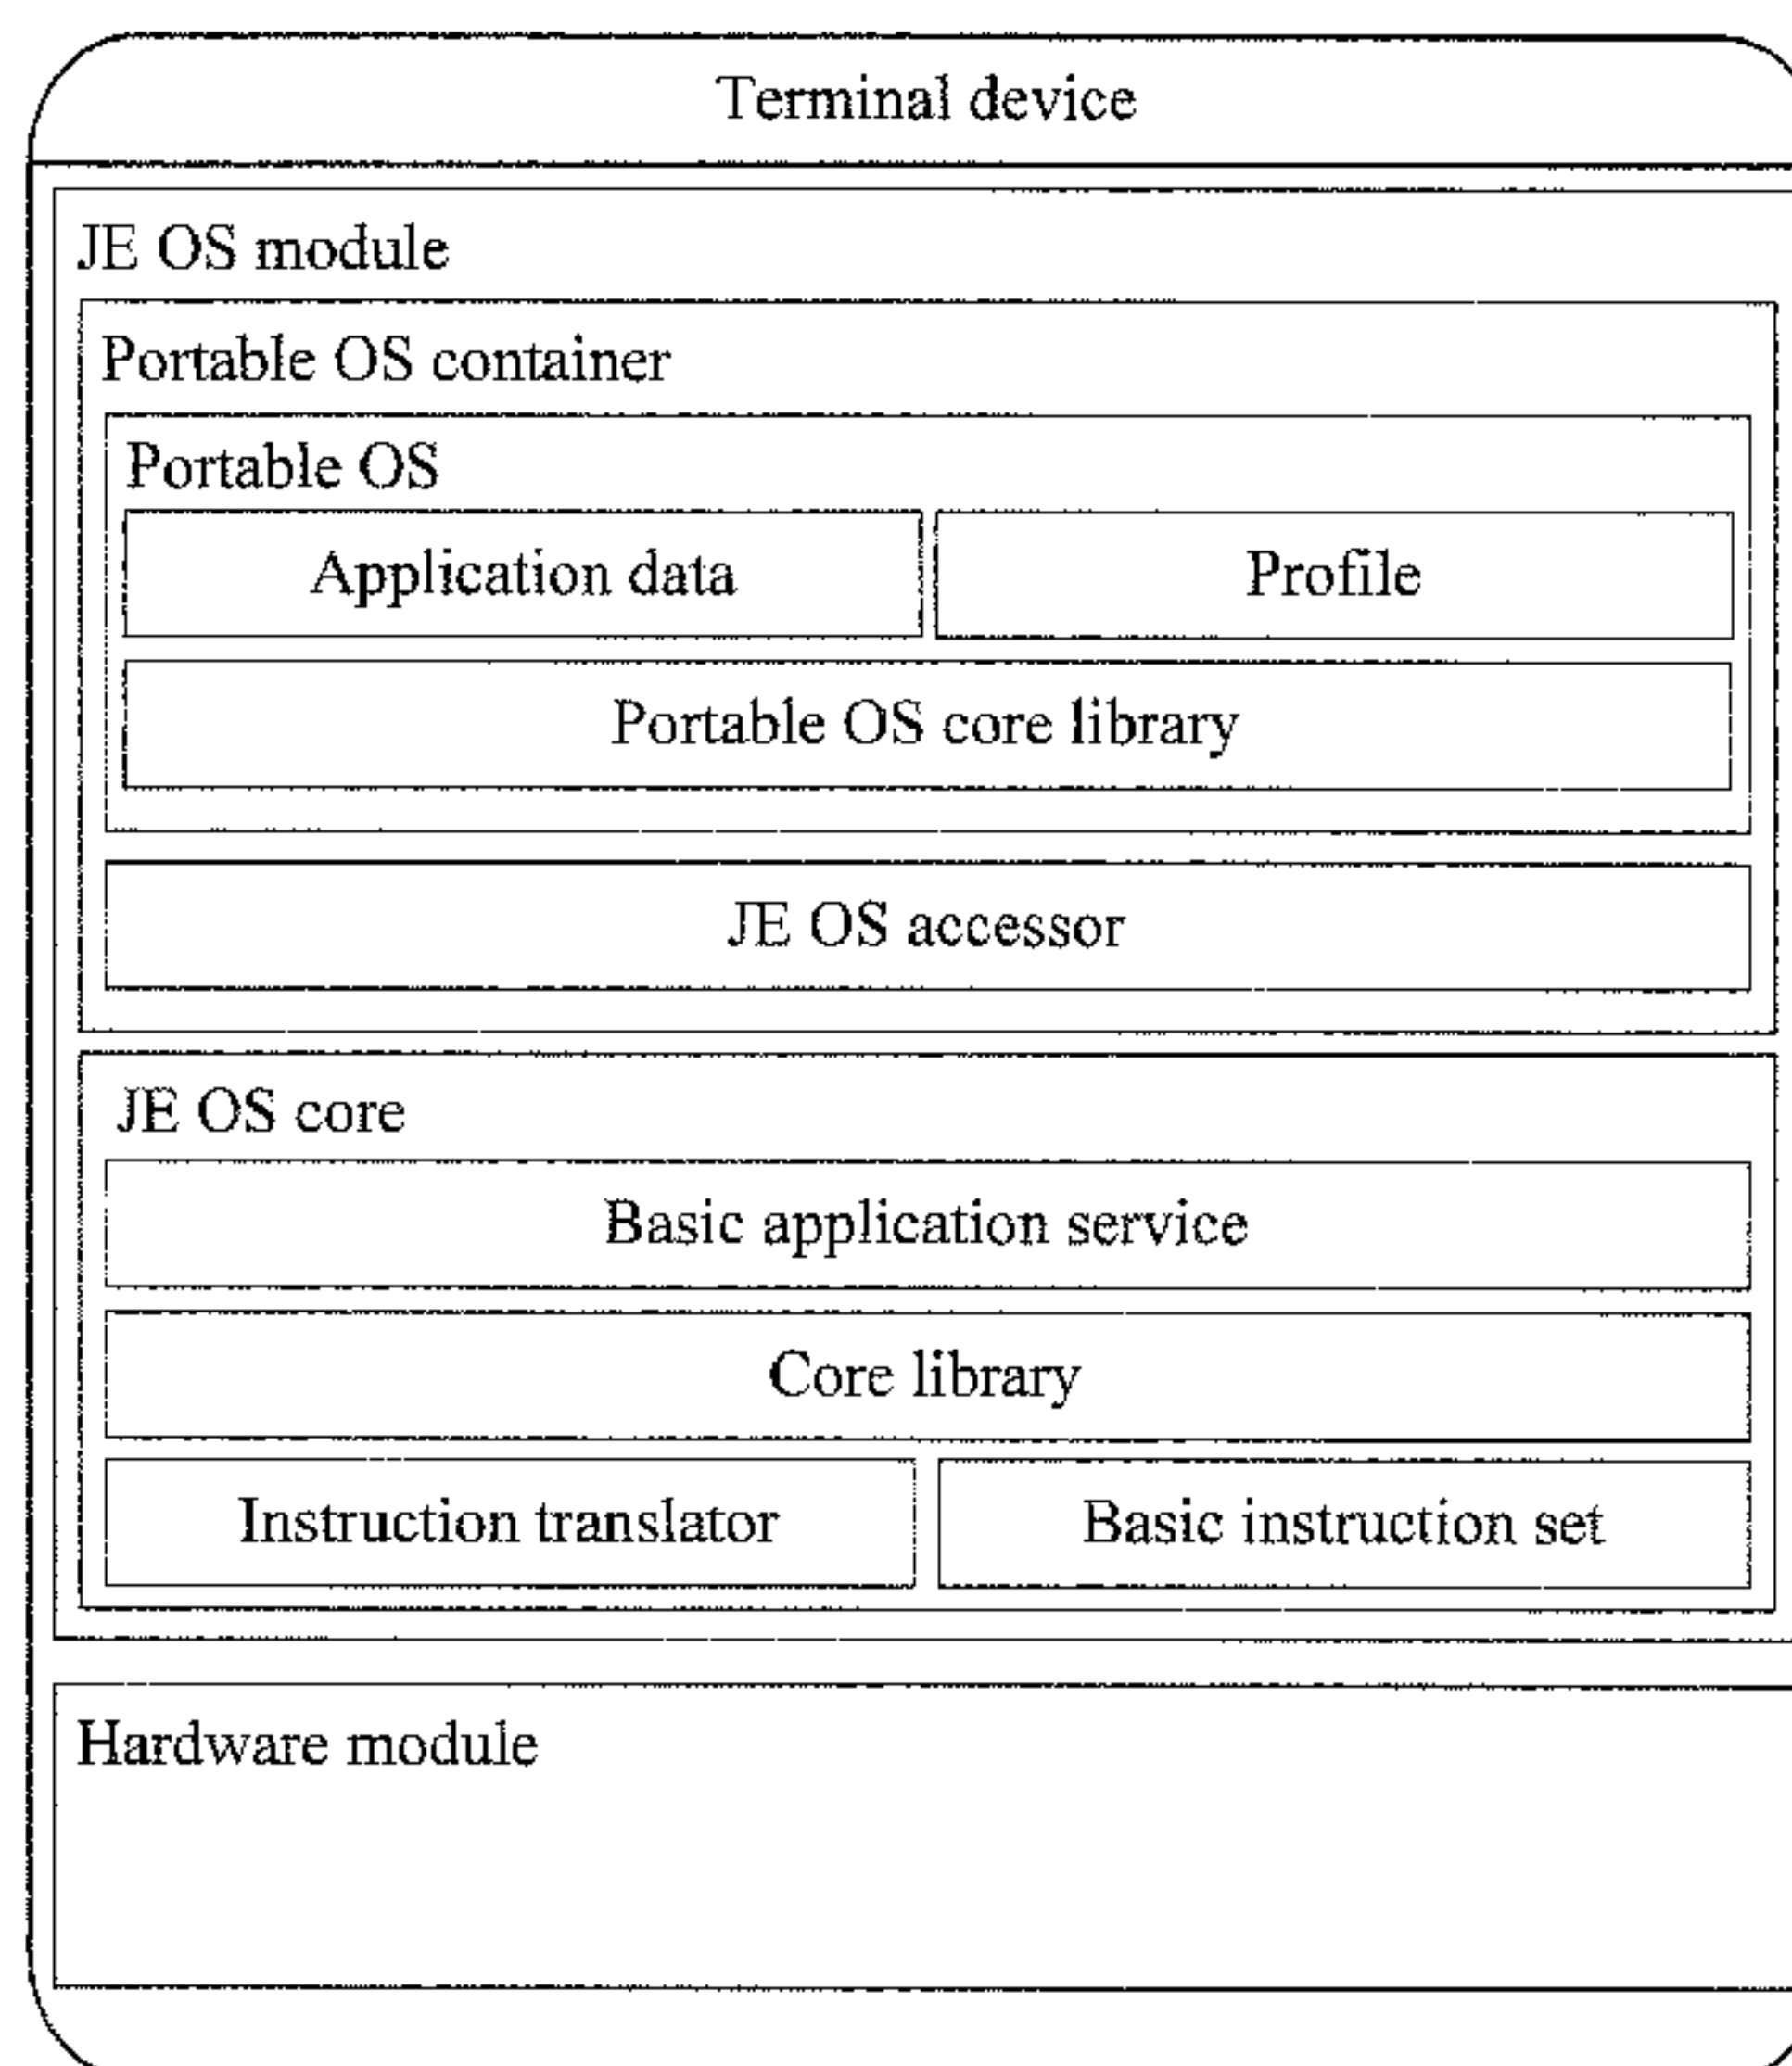 Terminal device
JE OS module
Portable OS container
Portable OS
Application data
Profile
Portable OS core library
JE OS accessor
JE OS core
Basic application service
Core library
Instruction translator
Basic instruction set
Hardware module